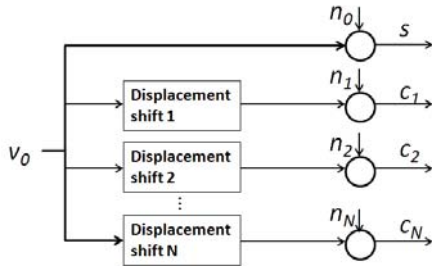 n0
s
Displacement
shift 1
n1
c1
v0
Displacement
shift 2
n2
c2
...
Displacement
shift N
nN
cN